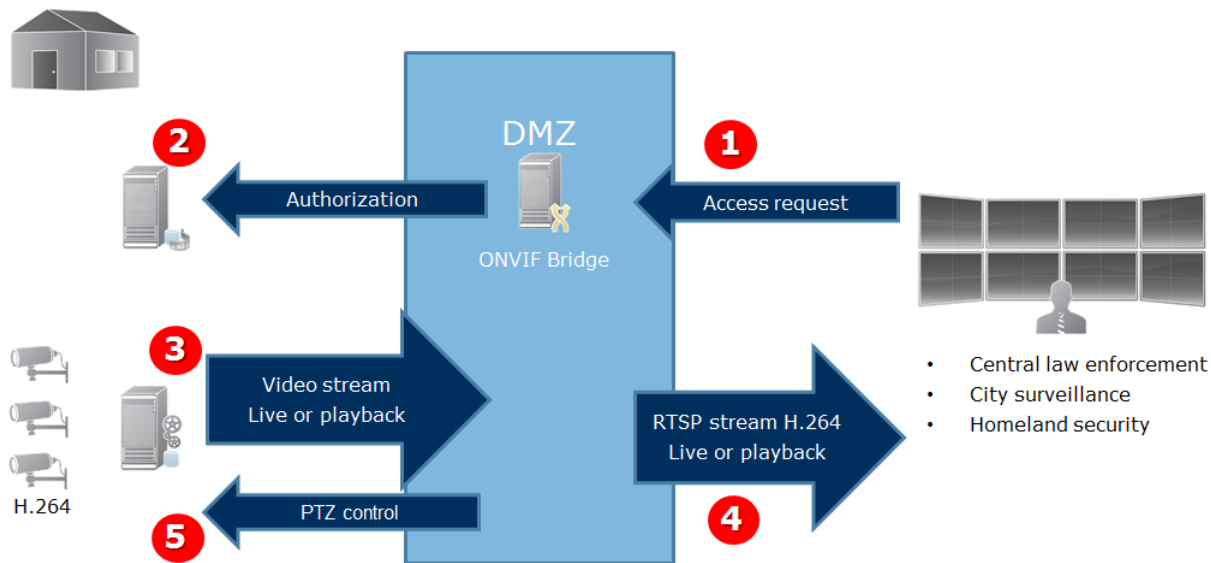 DMZ
ONVIF Bridge
1
Access request
2
Authorization
3
Video stream
Live or playback
4
RTSP stream H.264
Live or playback
5
PTZ control
H.264
• Central law enforcement
• City surveillance
• Homeland security